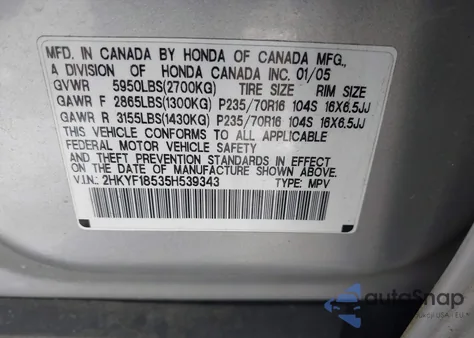 MFD. IN CANADA BY HONDA OF CANADA MFG.,
A DIVISION OF HONDA CANADA INC. 01/05
GVWR 5950LBS(2700KG) TIRE SIZE RIM SIZE
GAWR F 2865LBS(1300KG) P235/70R16 104S 16X6.5JJ
GAWR R 3155LBS(1430KG) P235/70R16 104S 16X6.5JJ
THIS VEHICLE CONFORMS TO ALL APPLICABLE
FEDERAL MOTOR VEHICLE SAFETY
AND THEFT PREVENTION STANDARDS IN EFFECT
ON THE DATE OF MANUFACTURE SHOWN ABOVE.
V.I.N.: 2HKYF18535H539343 TYPE: MPV
autoSnap